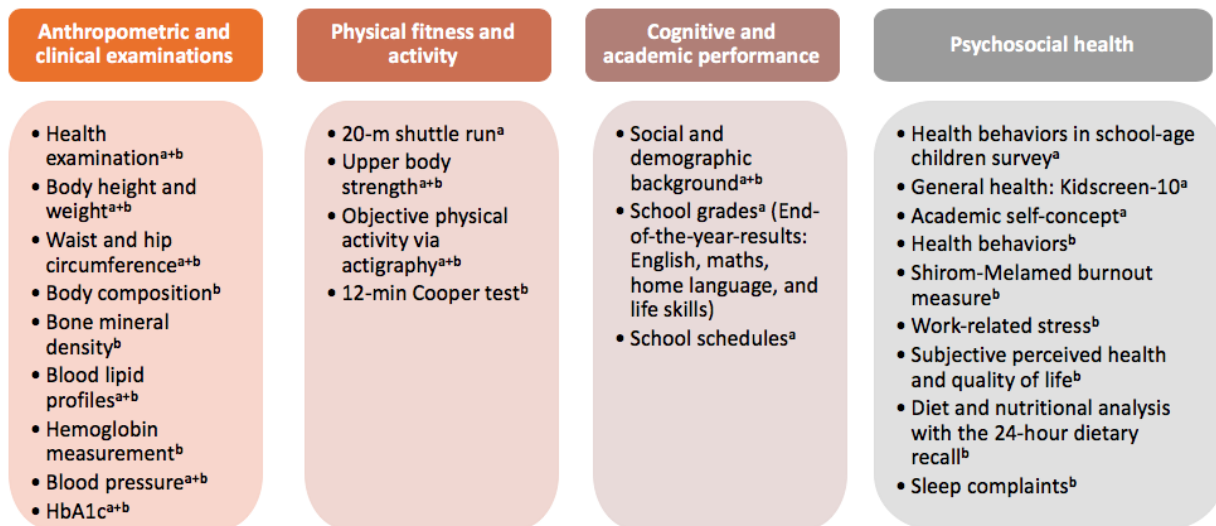 Anthropometric and
clinical examinations
• Health
examinationᵃ⁺ᵇ
• Body height and
weightᵃ⁺ᵇ
• Waist and hip
circumferenceᵃ⁺ᵇ
• Body compositionᵇ
• Bone mineral
densityᵇ
• Blood lipid
profilesᵃ⁺ᵇ
• Hemoglobin
measurementᵇ
• Blood pressureᵃ⁺ᵇ
• HbA1cᵃ⁺ᵇ
Physical fitness and
activity
• 20-m shuttle runᵃ
• Upper body
strengthᵃ⁺ᵇ
• Objective physical
activity via
actigraphyᵃ⁺ᵇ
• 12-min Cooper testᵇ
Cognitive and
academic performance
• Social and
demographic
backgroundᵃ⁺ᵇ
• School gradesᵃ (End-
of-the-year-results:
English, maths,
home language, and
life skills)
• School schedulesᵃ
Psychosocial health
• Health behaviors in school-age
children surveyᵃ
• General health: Kidscreen-10ᵃ
• Academic self-conceptᵃ
• Health behaviorsᵇ
• Shirom-Melamed burnout
measureᵇ
• Work-related stressᵇ
• Subjective perceived health
and quality of lifeᵇ
• Diet and nutritional analysis
with the 24-hour dietary
recallᵇ
• Sleep complaintsᵇ